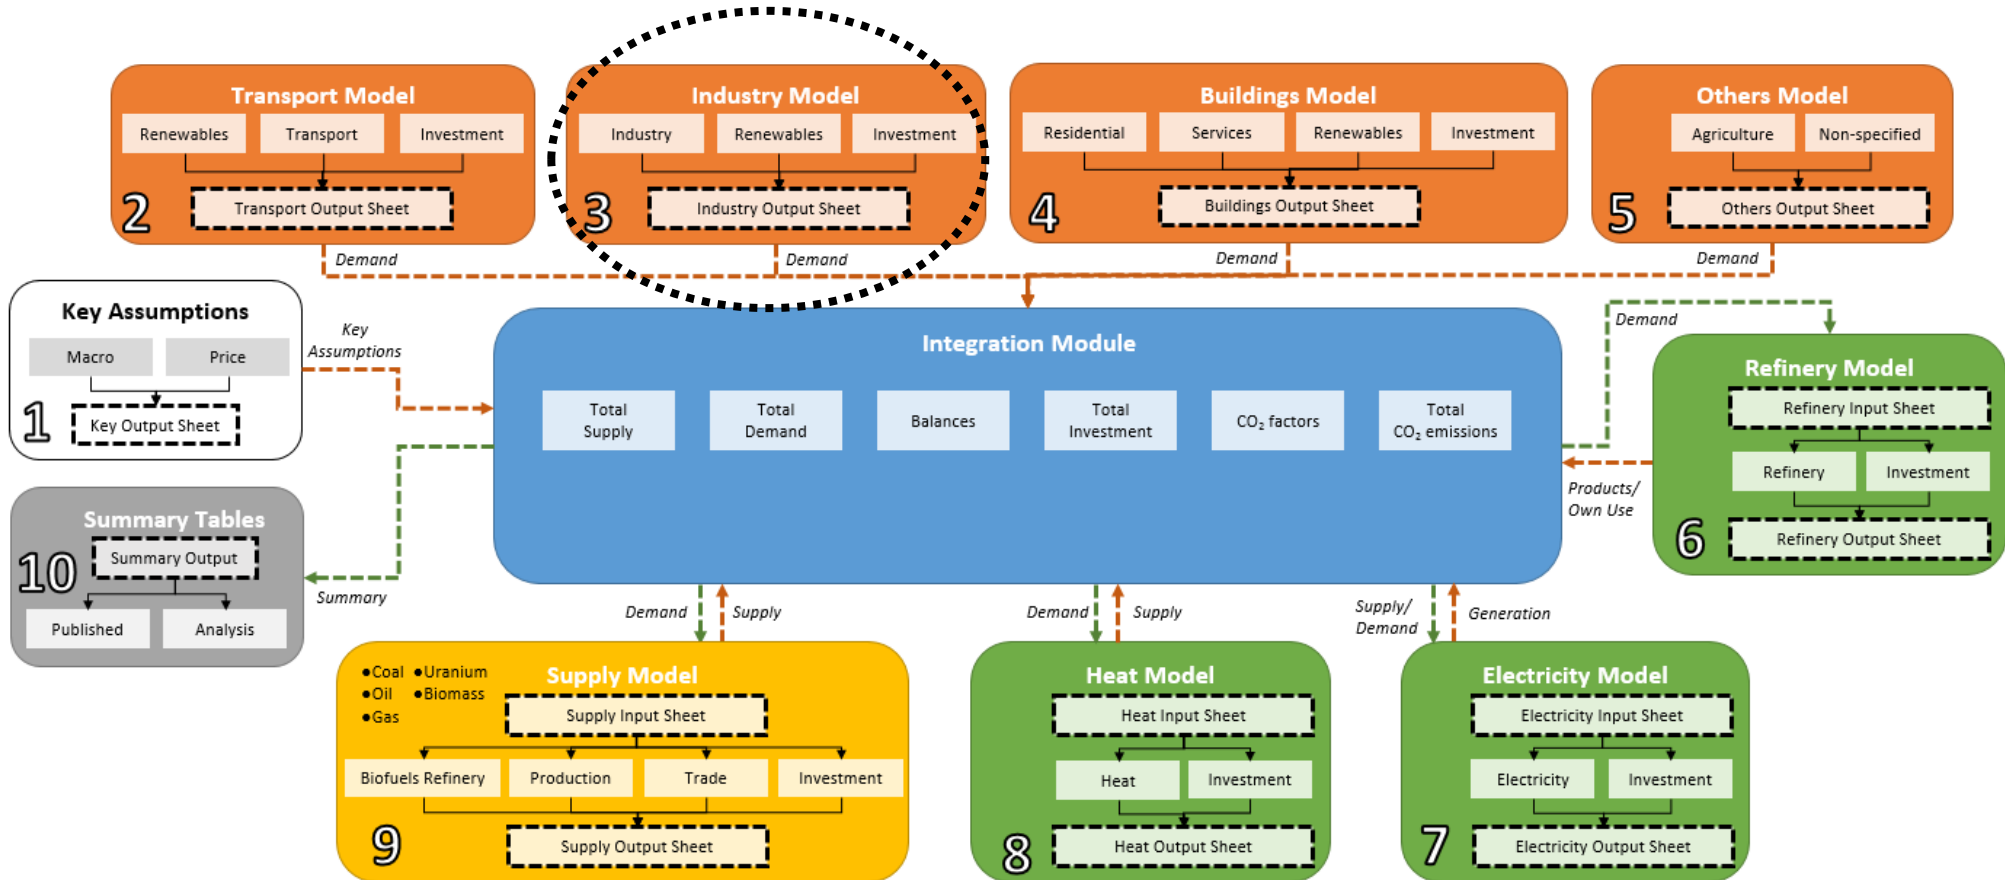 Transport Model
Renewables
Transport
Investment
Transport Output Sheet
2
Demand
Industry Model
Industry
Renewables
Investment
Industry Output Sheet
3
Demand
Buildings Model
Residential
Services
Renewables
Investment
Buildings Output Sheet
4
Demand
Others Model
Agriculture
Non-specified
Others Output Sheet
5
Demand
Key Assumptions
Macro
Price
Key Output Sheet
1
Key
Assumptions
Integration Module
Total
Supply
Total
Demand
Balances
Total
Investment
CO₂ factors
Total
CO₂ emissions
Demand
Refinery Model
Refinery Input Sheet
Refinery
Investment
Refinery Output Sheet
6
Products/
Own Use
Summary Tables
Summary Output
10
Published
Analysis
Summary
Demand
Supply
Demand
Supply
Supply/
Demand
Generation
Supply Model
●Coal ●Uranium
●Oil ●Biomass
●Gas
Supply Input Sheet
Biofuels Refinery
Production
Trade
Investment
Supply Output Sheet
9
Heat Model
Heat Input Sheet
Heat
Investment
Heat Output Sheet
8
Electricity Model
Electricity Input Sheet
Electricity
Investment
Electricity Output Sheet
7